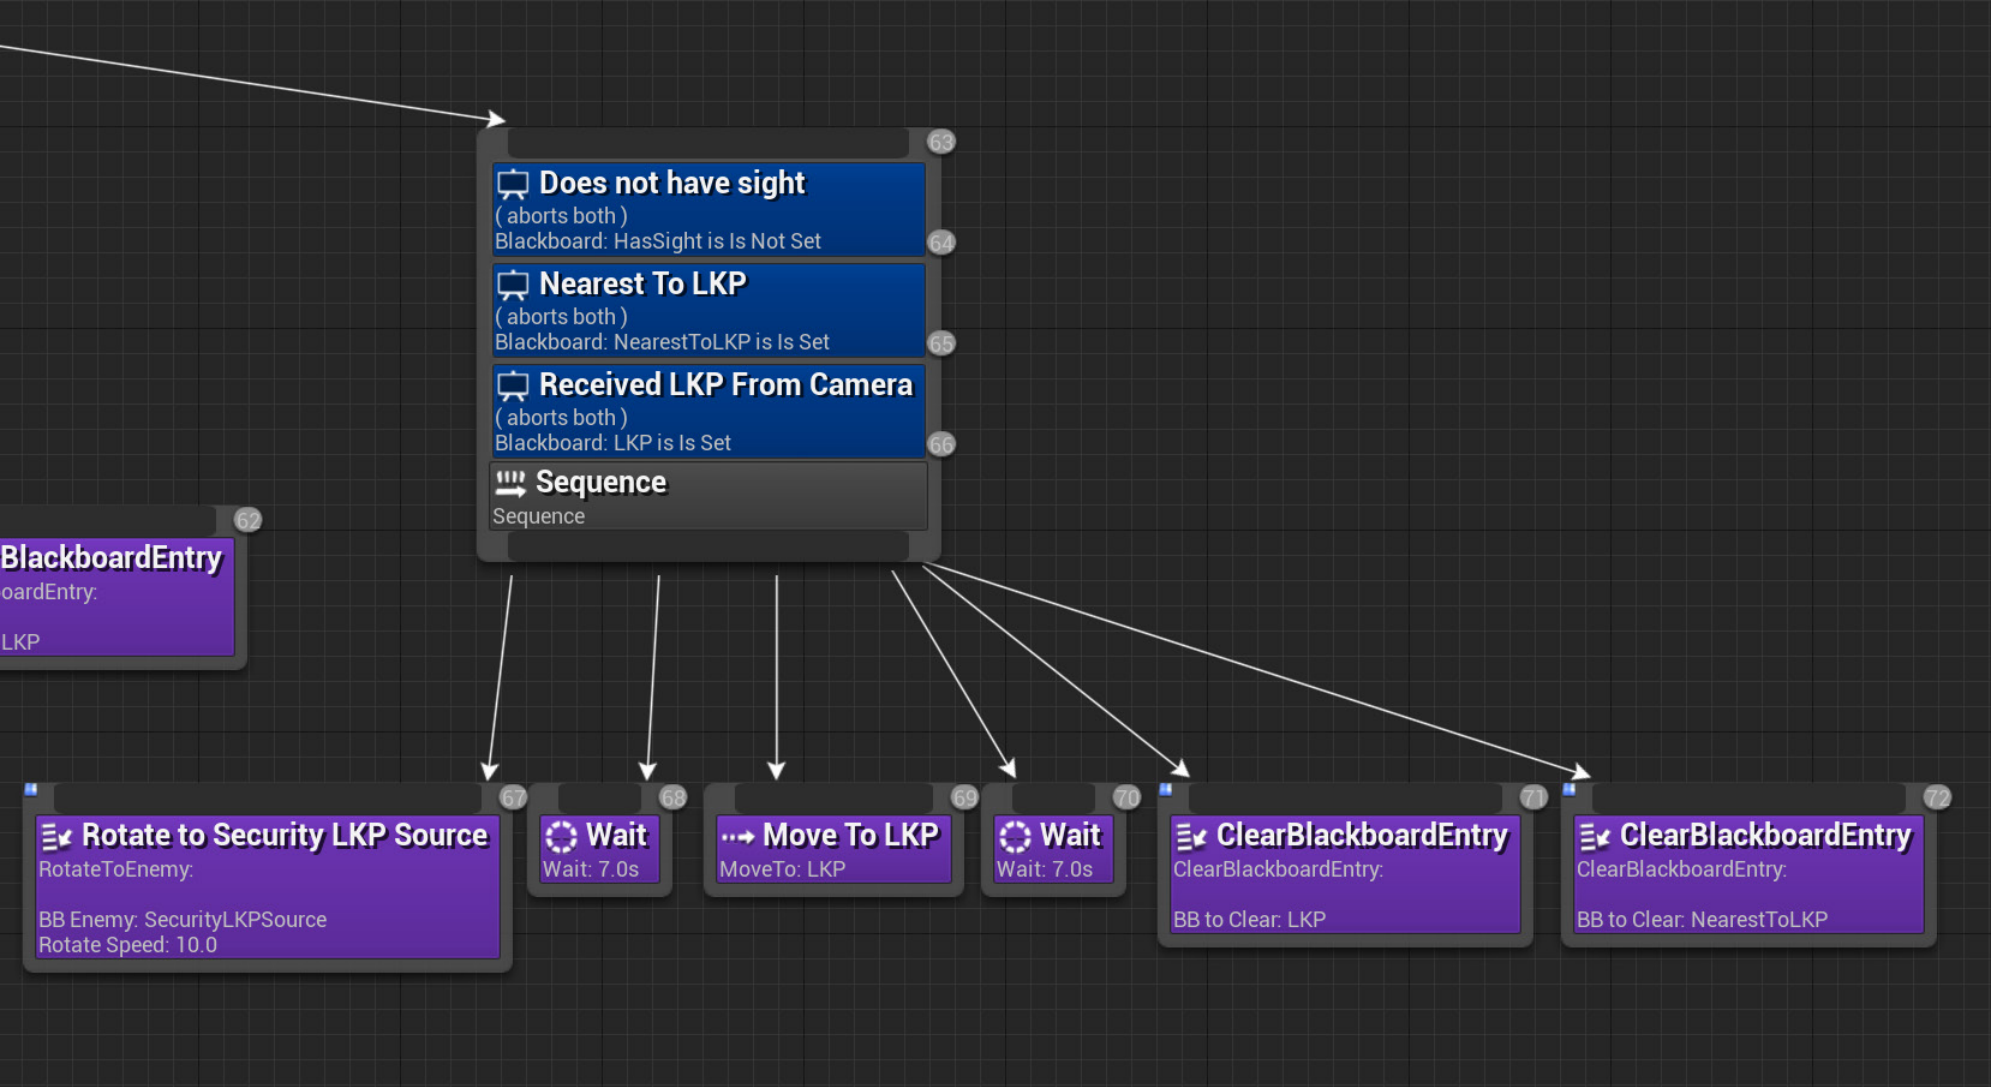 63
Does not have sight
( aborts both )
Blackboard: HasSight is Is Not Set
64
Nearest To LKP
( aborts both )
Blackboard: NearestToLKP is Is Set
65
Received LKP From Camera
( aborts both )
Blackboard: LKP is Is Set
66
Sequence
Sequence
62
BlackboardEntry
oardEntry:
LKP
67
Rotate to Security LKP Source
RotateToEnemy:
BB Enemy: SecurityLKPSource
Rotate Speed: 10.0
68
Wait
Wait: 7.0s
69
Move To LKP
MoveTo: LKP
70
Wait
Wait: 7.0s
71
ClearBlackboardEntry
ClearBlackboardEntry:
BB to Clear: LKP
72
ClearBlackboardEntry
ClearBlackboardEntry:
BB to Clear: NearestToLKP